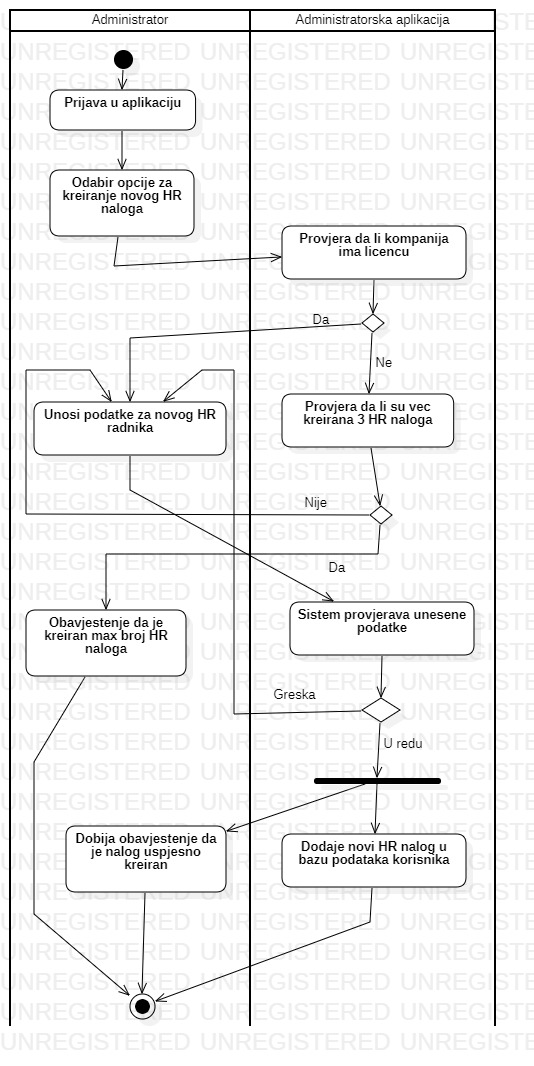 Administrator
Administratorska aplikacija
Prijava u aplikaciju
Odabir opcije za
kreiranje novog HR
naloga
Provjera da li kompanija
ima licencu
Da
Ne
Unosi podatke za novog HR
radnika
Provjera da li su vec
kreirana 3 HR naloga
Nije
Da
Obavjestenje da je
kreiran max broj HR
naloga
Sistem provjerava unesene
podatke
Greska
U redu
Dobija obavjestenje da
je nalog uspjesno
kreiran
Dodaje novi HR nalog u
bazu podataka korisnika
UNREGISTERED